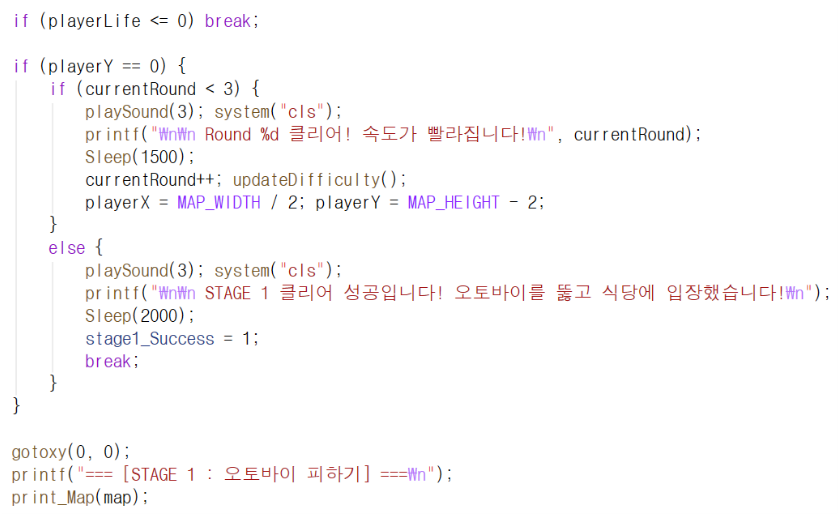 if (playerLife <= 0) break;
if (playerY == 0) {
if (currentRound < 3) {
playSound(3); system("cls");
printf("₩n₩n Round %d 클리어! 속도가 빨라집니다!₩n", currentRound);
Sleep(1500);
currentRound++; updateDifficulty();
playerX = MAP_WIDTH / 2; playerY = MAP_HEIGHT - 2;
}
else {
playSound(3); system("cls");
printf("₩n₩n STAGE 1 클리어 성공입니다! 오토바이를 뚫고 식당에 입장했습니다!₩n");
Sleep(2000);
stage1_Success = 1;
break;
}
}
gotoxy(0, 0);
printf("=== [STAGE 1 : 오토바이 피하기] ===₩n");
print_Map(map);